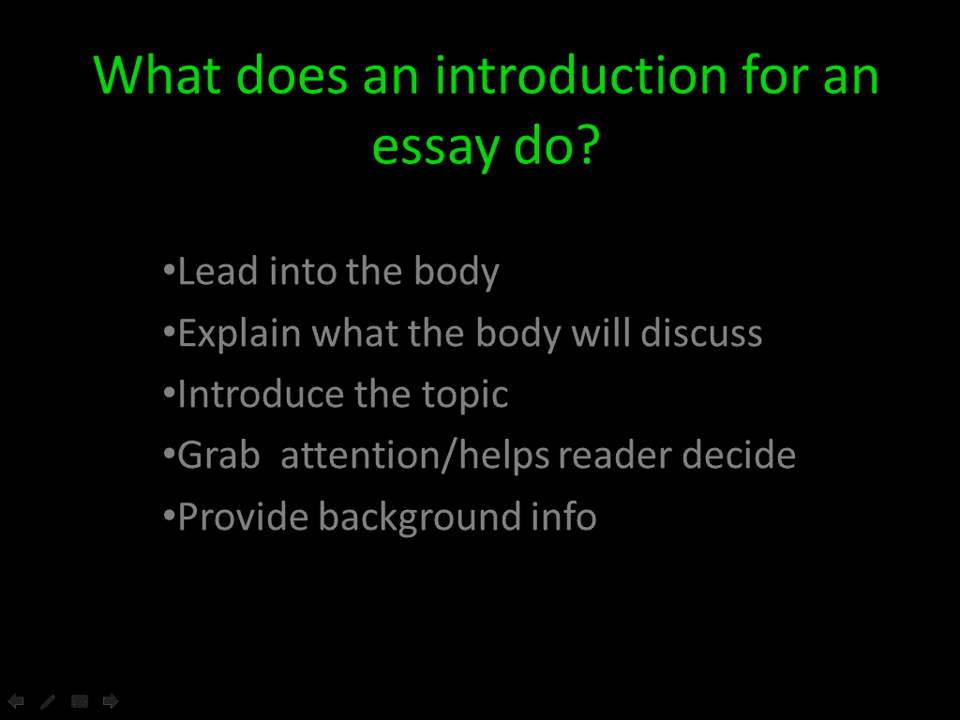 What does an introduction for an
essay do?
•Lead into the body
•Explain what the body will discuss
•Introduce the topic
•Grab  attention/helps reader decide
•Provide background info